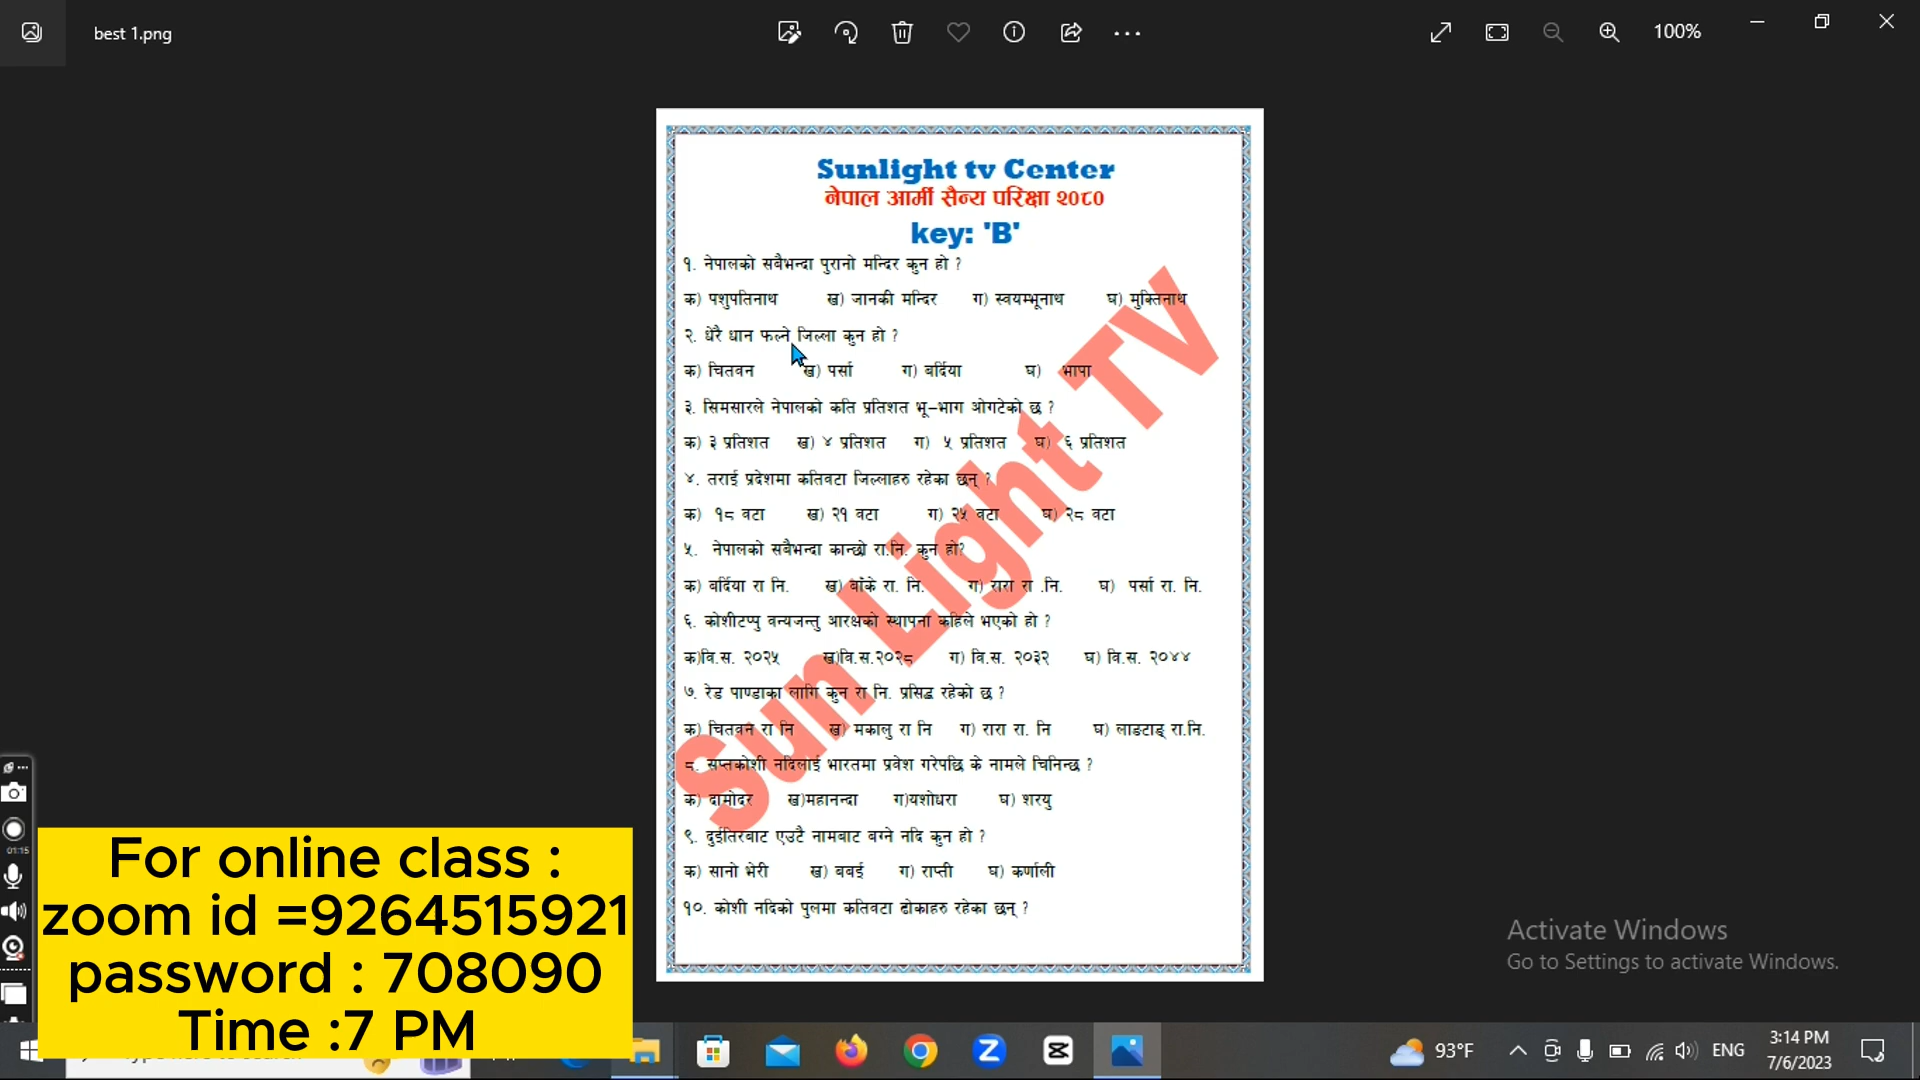 best 1.png
100%
Sunlight tv Center
नेपाल आर्मी सैन्य परिक्षा २०८०
key: 'B'
१. नेपालको सबैभन्दा पुरानो मन्दिर कुन हो ?
क) पशुपतिनाथ ख) जानकी मन्दिर ग) स्वयम्भूनाथ घ) मुक्तिनाथ
२. धेरै धान फल्ने जिल्ला कुन हो ?
क) चितवन ख) पर्सा ग) बर्दिया घ) झापा
३. सिमसारले नेपालको कति प्रतिशत भू–भाग ओगटेको छ ?
क) ३ प्रतिशत ख) ४ प्रतिशत ग) ५ प्रतिशत घ) ६ प्रतिशत
४. तराई प्रदेशमा कतिवटा जिल्लाहरु रहेका छन् ?
क) १८ वटा ख) २१ वटा ग) २५ वटा घ) २८ वटा
५. नेपालको सबैभन्दा कान्छो रा.नि. कुन हो?
क) बर्दिया रा नि. ख) बाँके रा. नि. ग) रारा रा .नि. घ) पर्सा रा. नि.
६. कोशीटप्पु वन्यजन्तु आरक्षको स्थापना कहिले भएको हो ?
क)वि.स. २०२५ ख)वि.स.२०२८ ग) वि.स. २०३२ घ) वि.स. २०४४
७. रेड पाण्डाका लागि कुन रा नि. प्रसिद्ध रहेको छ ?
क) चितवन रा नि ख) मकालु रा नि ग) रारा रा. नि घ) लाङटाङ् रा.नि.
८. सप्तकोशी नदिलाई भारतमा प्रवेश गरेपछि के नामले चिनिन्छ ?
क) दामोदर ख)महानन्दा ग)यशोधरा घ) शरयु
९. दुईतिरबाट एउटै नामबाट बग्ने नदि कुन हो ?
क) सानो भेरी ख) बबई ग) राप्ती घ) कर्णाली
१०. कोशी नदिको पुलमा कतिवटा ढोकाहरु रहेका छन् ?
Sun Light TV
01:15
For online class :
zoom id =9264515921
password : 708090
Time :7 PM
Activate Windows
Go to Settings to activate Windows.
93°F
ENG
3:14 PM
7/6/2023